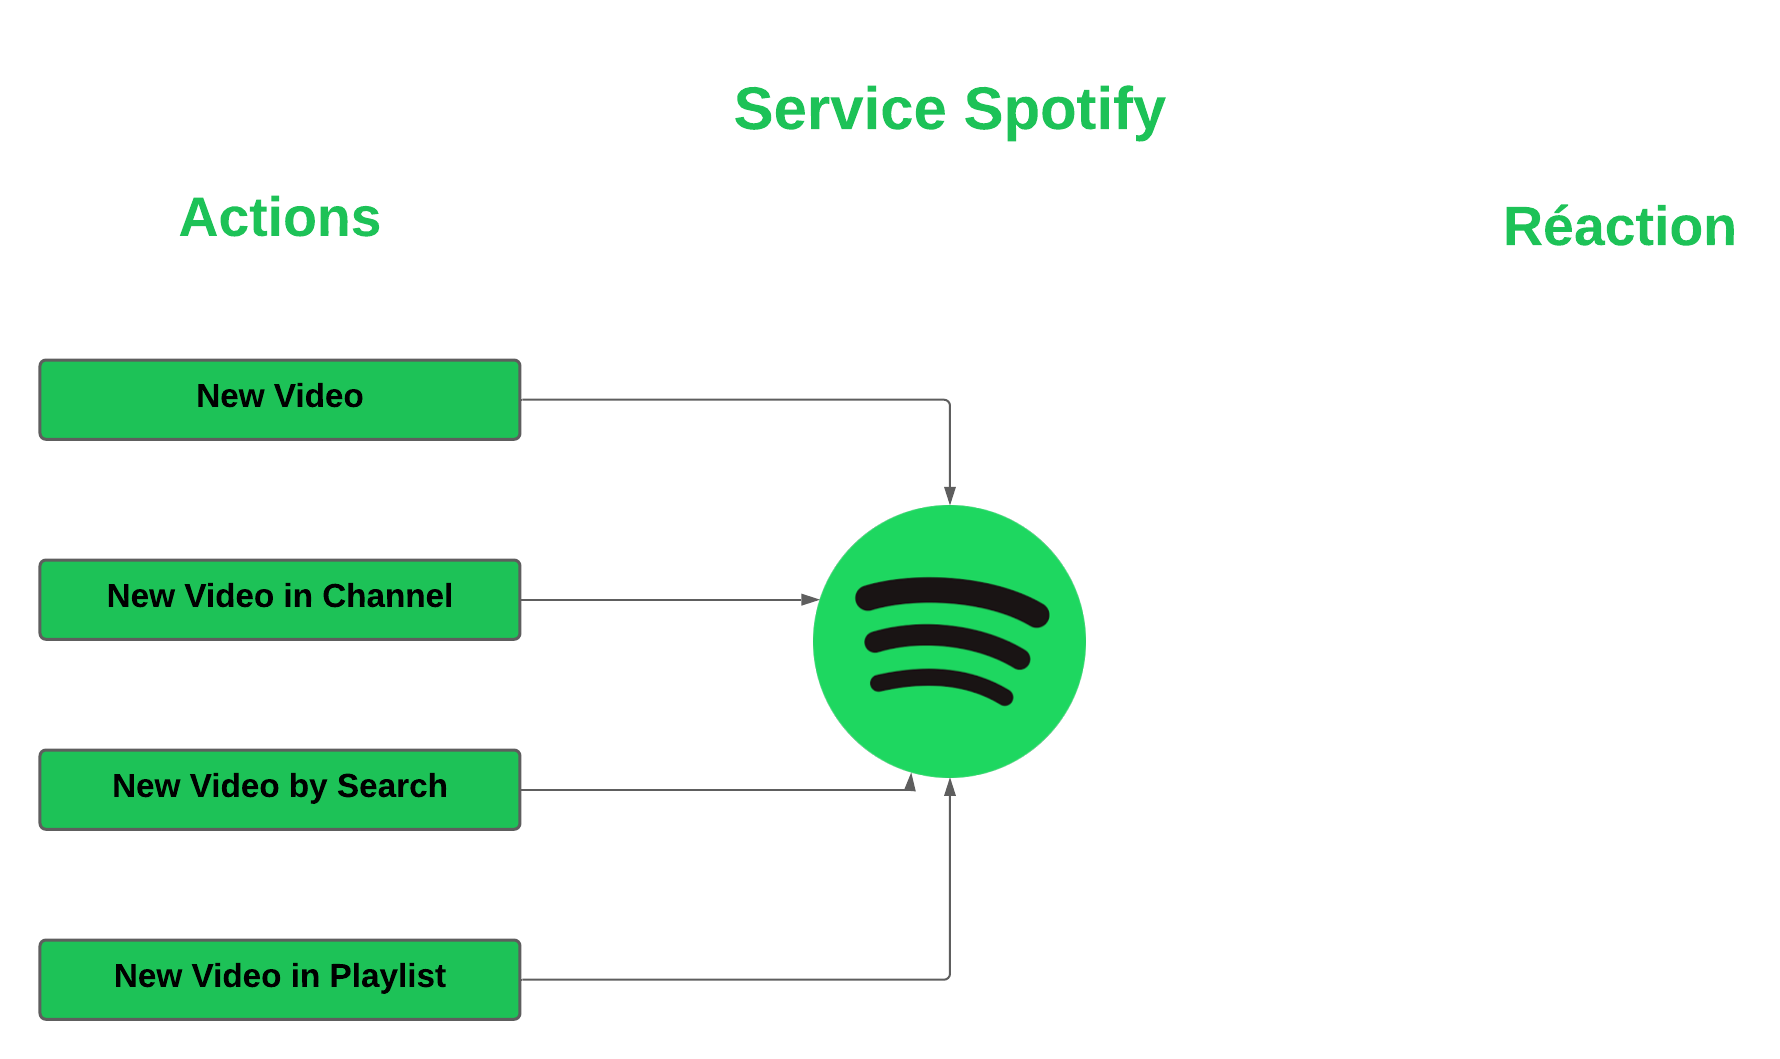 Service Spotify
Actions
Réaction
New Video
New Video in Channel
New Video by Search
New Video in Playlist